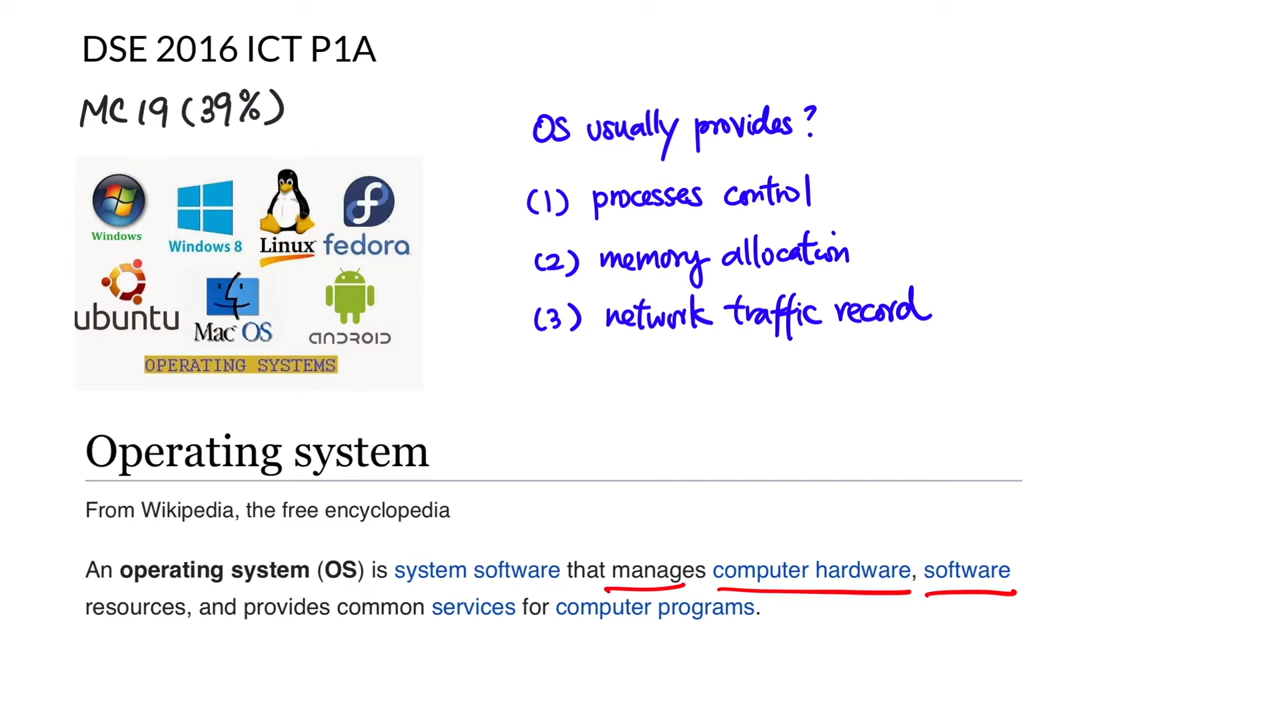 DSE 2016 ICT P1A
MC 19 (39%)
OS usually provides?
(1) processes control
(2) memory allocation
(3) network traffic record
Windows
Windows 8
Linux
fedora
ubuntu
Mac OS
ANDROID
OPERATING SYSTEMS
Operating system
From Wikipedia, the free encyclopedia
An operating system (OS) is system software that manages computer hardware, software
resources, and provides common services for computer programs.